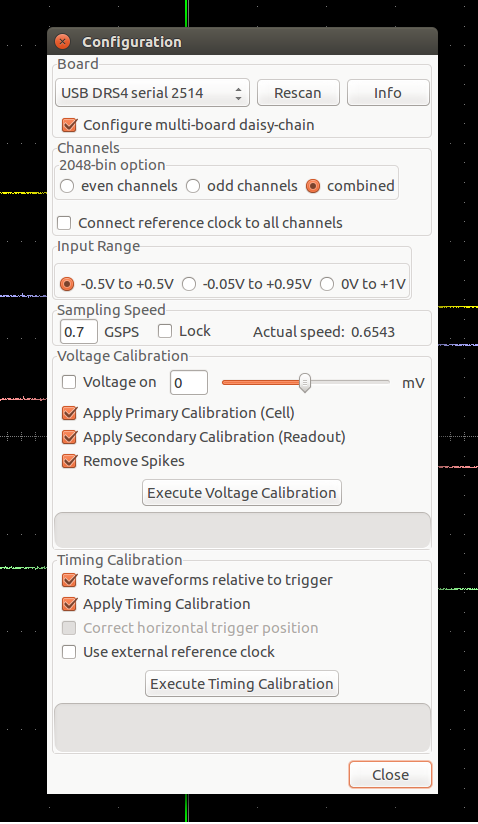 Configuration
Board
USB DRS4 serial 2514 Rescan Info
Configure multi-board daisy-chain
Channels
2048-bin option
even channels odd channels combined
Connect reference clock to all channels
Input Range
-0.5V to +0.5V -0.05V to +0.95V 0V to +1V
Sampling Speed
0.7 GSPS Lock Actual speed: 0.6543
Voltage Calibration
Voltage on 0 mV
Apply Primary Calibration (Cell)
Apply Secondary Calibration (Readout)
Remove Spikes
Execute Voltage Calibration
Timing Calibration
Rotate waveforms relative to trigger
Apply Timing Calibration
Correct horizontal trigger position
Use external reference clock
Execute Timing Calibration
Close